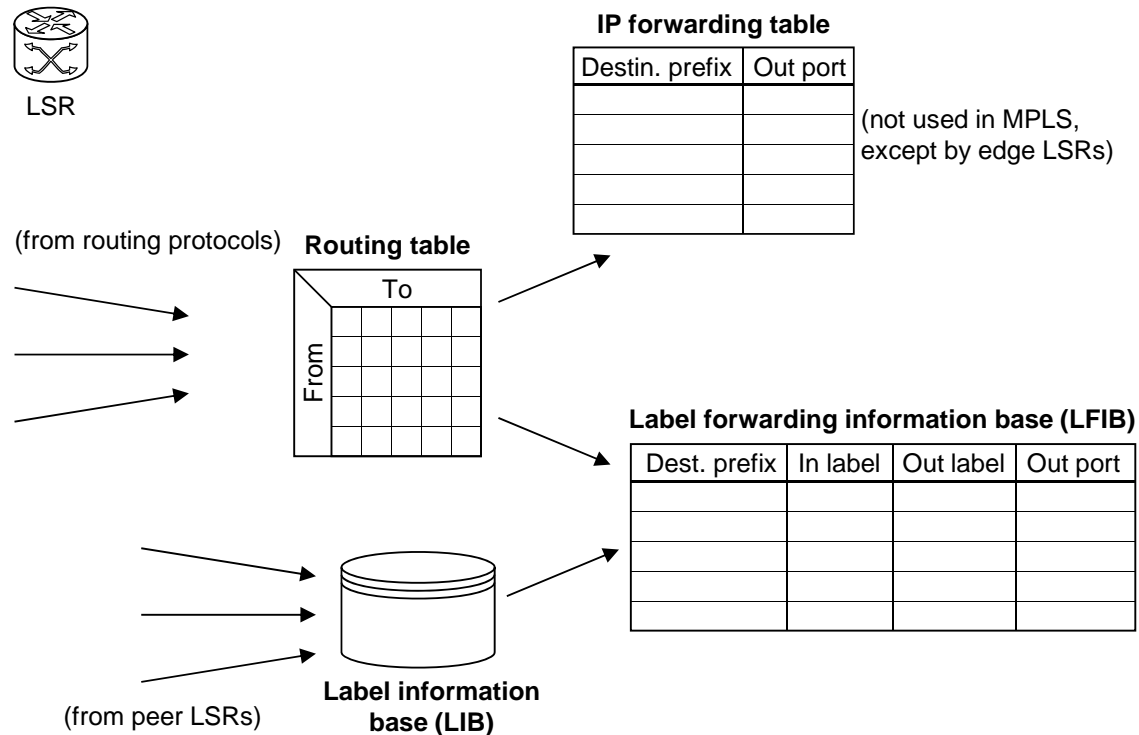 LSR
IP forwarding table
Destin. prefix Out port
(not used in MPLS,
except by edge LSRs)
(from routing protocols)
Routing table
To
From
Label forwarding information base (LFIB)
Dest. prefix In label Out label Out port
Label information
base (LIB)
(from peer LSRs)